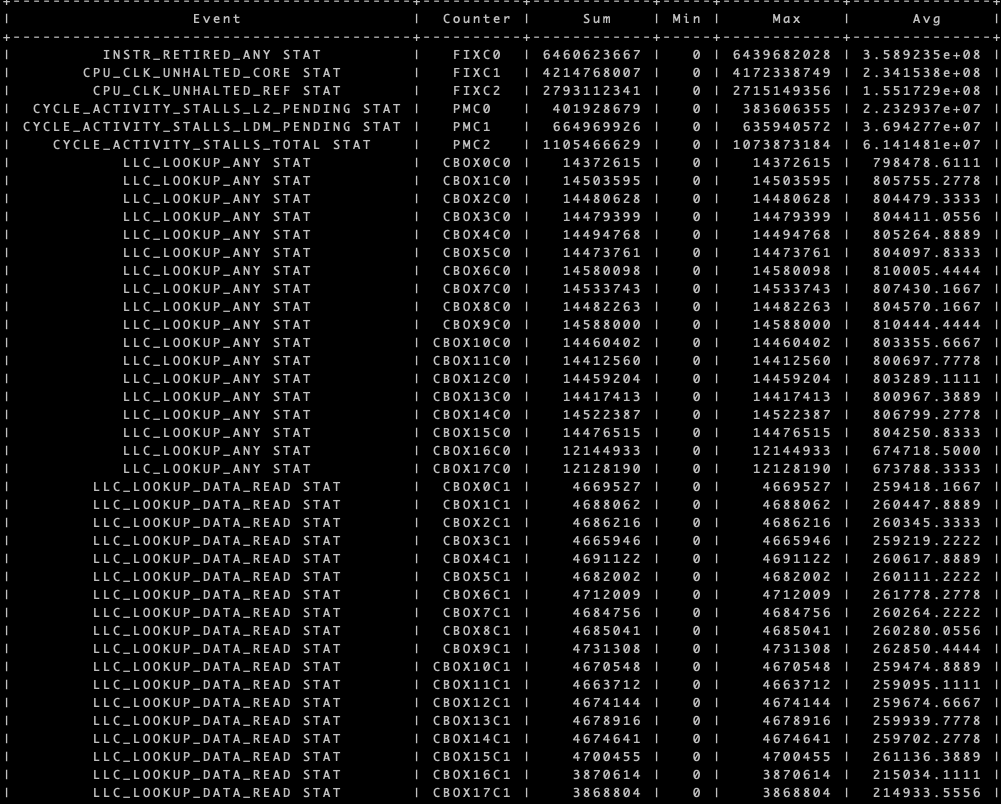 | Event | Counter | Sum | Min | Max | Avg |
| INSTR_RETIRED_ANY STAT | FIXC0 | 6460623667 | 0 | 6439682028 | 3.589235e+08 |
| CPU_CLK_UNHALTED_CORE STAT | FIXC1 | 4214768007 | 0 | 4172338749 | 2.341538e+08 |
| CPU_CLK_UNHALTED_REF STAT | FIXC2 | 2793112341 | 0 | 2715149356 | 1.551729e+08 |
| CYCLE_ACTIVITY_STALLS_L2_PENDING STAT | PMC0 | 401928679 | 0 | 383606355 | 2.232937e+07 |
| CYCLE_ACTIVITY_STALLS_LDM_PENDING STAT | PMC1 | 664969926 | 0 | 635940572 | 3.694277e+07 |
| CYCLE_ACTIVITY_STALLS_TOTAL STAT | PMC2 | 1105466629 | 0 | 1073873184 | 6.141481e+07 |
| LLC_LOOKUP_ANY STAT | CBOX0C0 | 14372615 | 0 | 14372615 | 798478.6111 |
| LLC_LOOKUP_ANY STAT | CBOX1C0 | 14503595 | 0 | 14503595 | 805755.2778 |
| LLC_LOOKUP_ANY STAT | CBOX2C0 | 14480628 | 0 | 14480628 | 804479.3333 |
| LLC_LOOKUP_ANY STAT | CBOX3C0 | 14479399 | 0 | 14479399 | 804411.0556 |
| LLC_LOOKUP_ANY STAT | CBOX4C0 | 14494768 | 0 | 14494768 | 805264.8889 |
| LLC_LOOKUP_ANY STAT | CBOX5C0 | 14473761 | 0 | 14473761 | 804097.8333 |
| LLC_LOOKUP_ANY STAT | CBOX6C0 | 14580098 | 0 | 14580098 | 810005.4444 |
| LLC_LOOKUP_ANY STAT | CBOX7C0 | 14533743 | 0 | 14533743 | 807430.1667 |
| LLC_LOOKUP_ANY STAT | CBOX8C0 | 14482263 | 0 | 14482263 | 804570.1667 |
| LLC_LOOKUP_ANY STAT | CBOX9C0 | 14588000 | 0 | 14588000 | 810444.4444 |
| LLC_LOOKUP_ANY STAT | CBOX10C0 | 14460402 | 0 | 14460402 | 803355.6667 |
| LLC_LOOKUP_ANY STAT | CBOX11C0 | 14412560 | 0 | 14412560 | 800697.7778 |
| LLC_LOOKUP_ANY STAT | CBOX12C0 | 14459204 | 0 | 14459204 | 803289.1111 |
| LLC_LOOKUP_ANY STAT | CBOX13C0 | 14417413 | 0 | 14417413 | 800967.3889 |
| LLC_LOOKUP_ANY STAT | CBOX14C0 | 14522387 | 0 | 14522387 | 806799.2778 |
| LLC_LOOKUP_ANY STAT | CBOX15C0 | 14476515 | 0 | 14476515 | 804250.8333 |
| LLC_LOOKUP_ANY STAT | CBOX16C0 | 12144933 | 0 | 12144933 | 674718.5000 |
| LLC_LOOKUP_ANY STAT | CBOX17C0 | 12128190 | 0 | 12128190 | 673788.3333 |
| LLC_LOOKUP_DATA_READ STAT | CBOX0C1 | 4669527 | 0 | 4669527 | 259418.1667 |
| LLC_LOOKUP_DATA_READ STAT | CBOX1C1 | 4688062 | 0 | 4688062 | 260447.8889 |
| LLC_LOOKUP_DATA_READ STAT | CBOX2C1 | 4686216 | 0 | 4686216 | 260345.3333 |
| LLC_LOOKUP_DATA_READ STAT | CBOX3C1 | 4665946 | 0 | 4665946 | 259219.2222 |
| LLC_LOOKUP_DATA_READ STAT | CBOX4C1 | 4691122 | 0 | 4691122 | 260617.8889 |
| LLC_LOOKUP_DATA_READ STAT | CBOX5C1 | 4682002 | 0 | 4682002 | 260111.2222 |
| LLC_LOOKUP_DATA_READ STAT | CBOX6C1 | 4712009 | 0 | 4712009 | 261778.2778 |
| LLC_LOOKUP_DATA_READ STAT | CBOX7C1 | 4684756 | 0 | 4684756 | 260264.2222 |
| LLC_LOOKUP_DATA_READ STAT | CBOX8C1 | 4685041 | 0 | 4685041 | 260280.0556 |
| LLC_LOOKUP_DATA_READ STAT | CBOX9C1 | 4731308 | 0 | 4731308 | 262850.4444 |
| LLC_LOOKUP_DATA_READ STAT | CBOX10C1 | 4670548 | 0 | 4670548 | 259474.8889 |
| LLC_LOOKUP_DATA_READ STAT | CBOX11C1 | 4663712 | 0 | 4663712 | 259095.1111 |
| LLC_LOOKUP_DATA_READ STAT | CBOX12C1 | 4674144 | 0 | 4674144 | 259674.6667 |
| LLC_LOOKUP_DATA_READ STAT | CBOX13C1 | 4678916 | 0 | 4678916 | 259939.7778 |
| LLC_LOOKUP_DATA_READ STAT | CBOX14C1 | 4674641 | 0 | 4674641 | 259702.2778 |
| LLC_LOOKUP_DATA_READ STAT | CBOX15C1 | 4700455 | 0 | 4700455 | 261136.3889 |
| LLC_LOOKUP_DATA_READ STAT | CBOX16C1 | 3870614 | 0 | 3870614 | 215034.1111 |
| LLC_LOOKUP_DATA_READ STAT | CBOX17C1 | 3868804 | 0 | 3868804 | 214933.5556 |